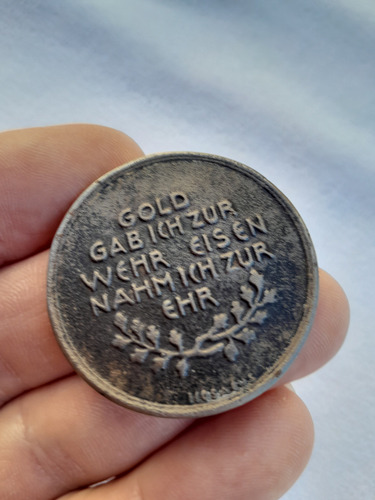 GOLD
GAB ICH ZUR
WEHR EISEN
NAHM ICH ZUR
EHR